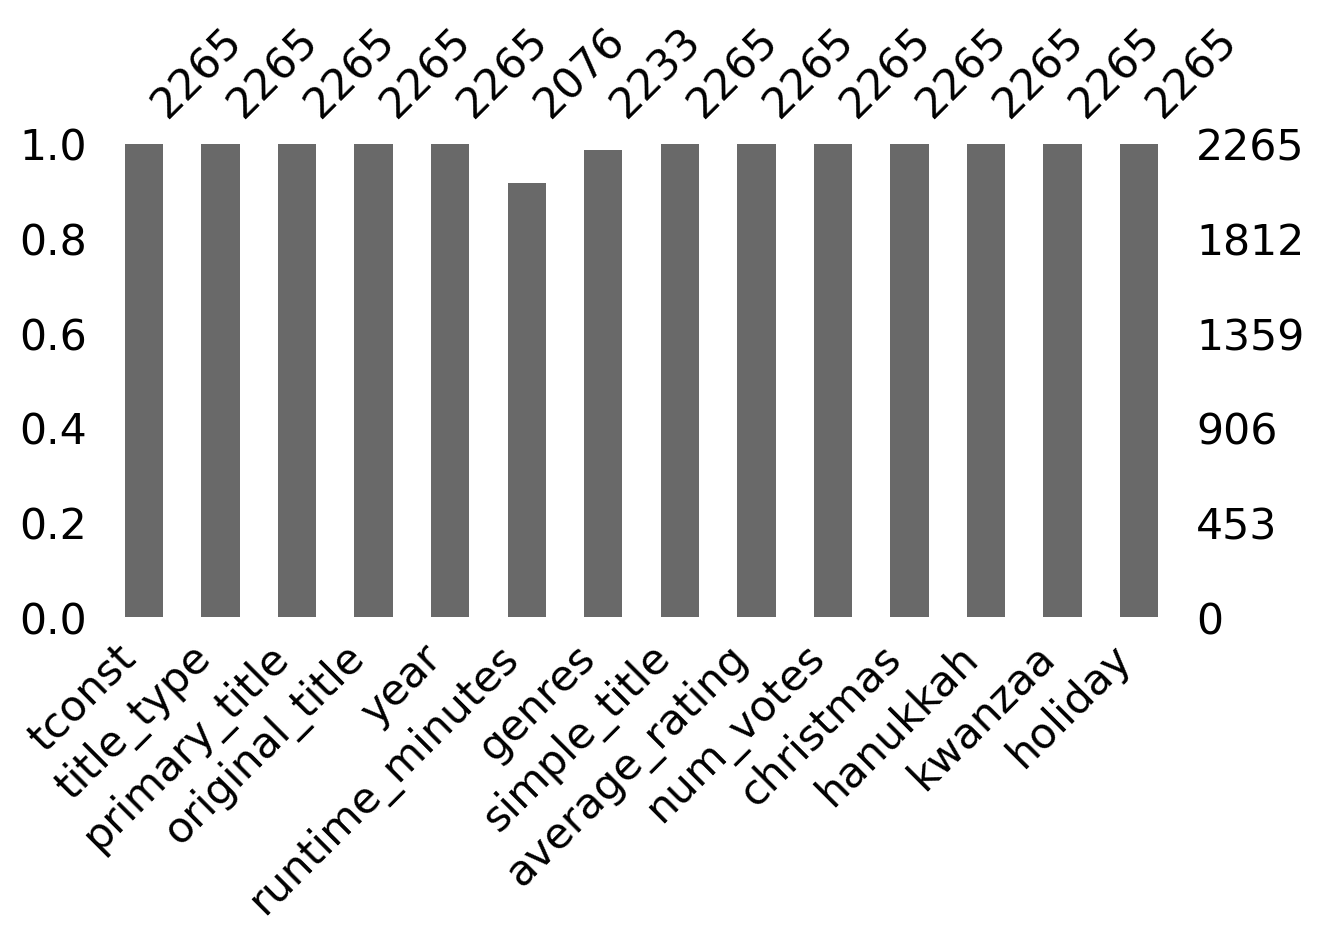 2265 2265 2265 2265 2265 2076 2233 2265 2265 2265 2265 2265 2265 2265
1.0 2265
0.8 1812
0.6 1359
0.4 906
0.2 453
0.0 0
tconst
title_type
primary_title
original_title
year
runtime_minutes
genres
simple_title
average_rating
num_votes
christmas
hanukkah
kwanzaa
holiday